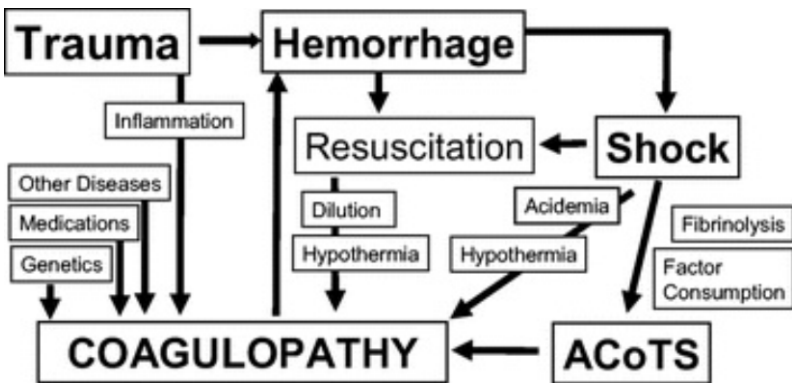 Trauma
Hemorrhage
Inflammation
Resuscitation
Shock
Other Diseases
Medications
Genetics
Dilution
Hypothermia
Acidemia
Hypothermia
Fibrinolysis
Factor
Consumption
COAGULOPATHY
ACoTS